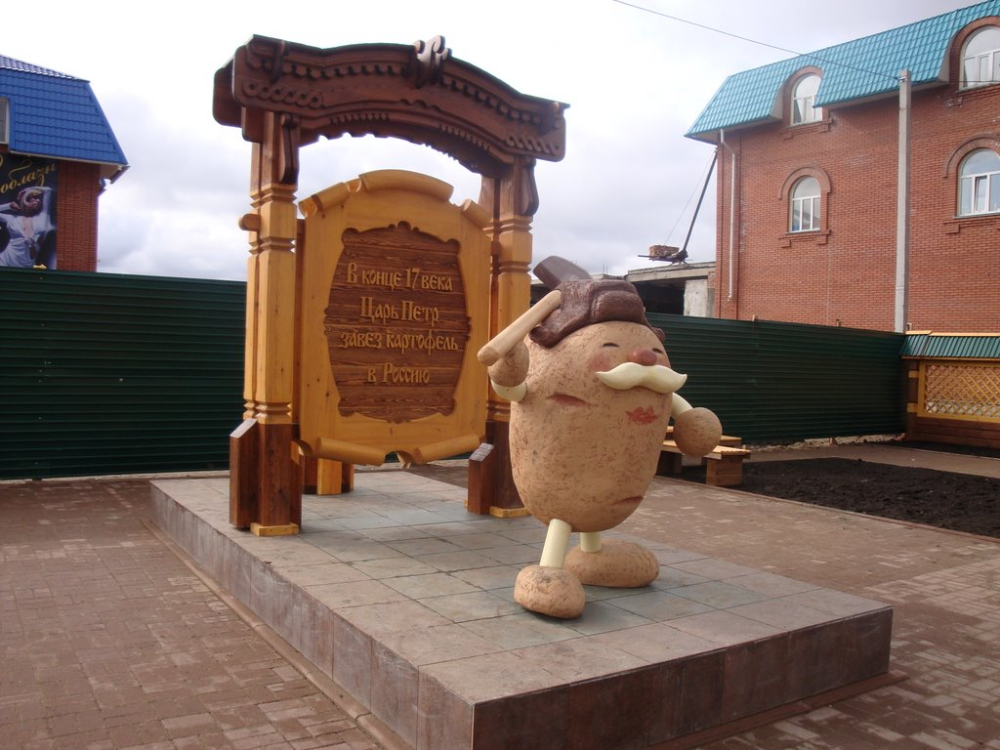 В конце 17 века
Царь Петр
завез картофель
в Россию